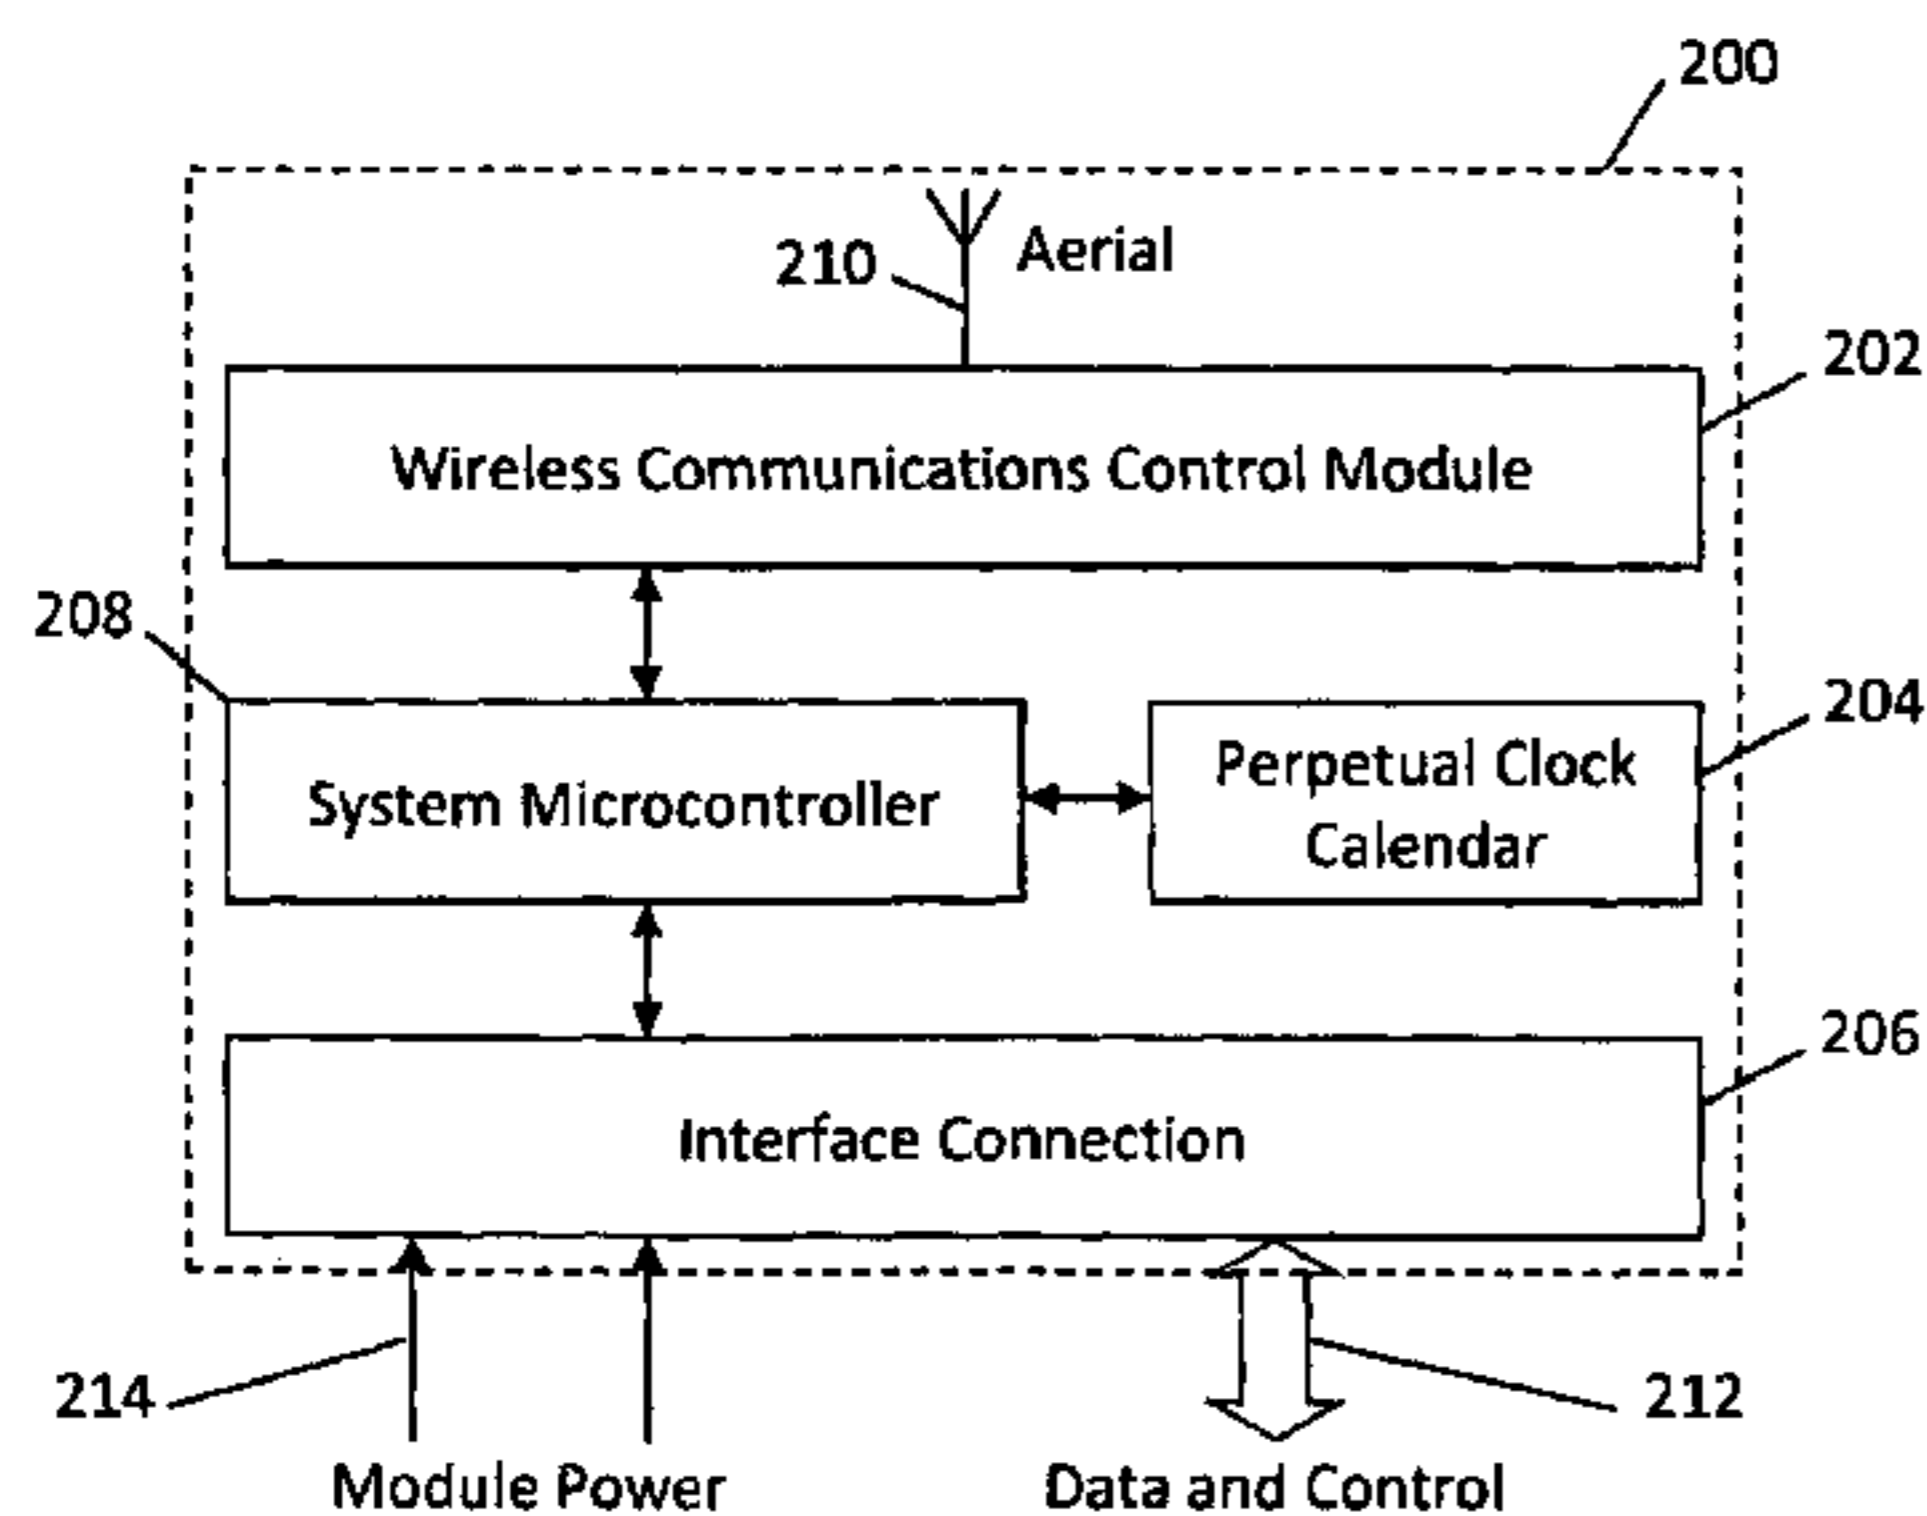 200
210 Aerial
202
Wireless Communications Control Module
208
204
System Microcontroller
Perpetual Clock
Calendar
206
Interface Connection
214
212
Module Power
Data and Control